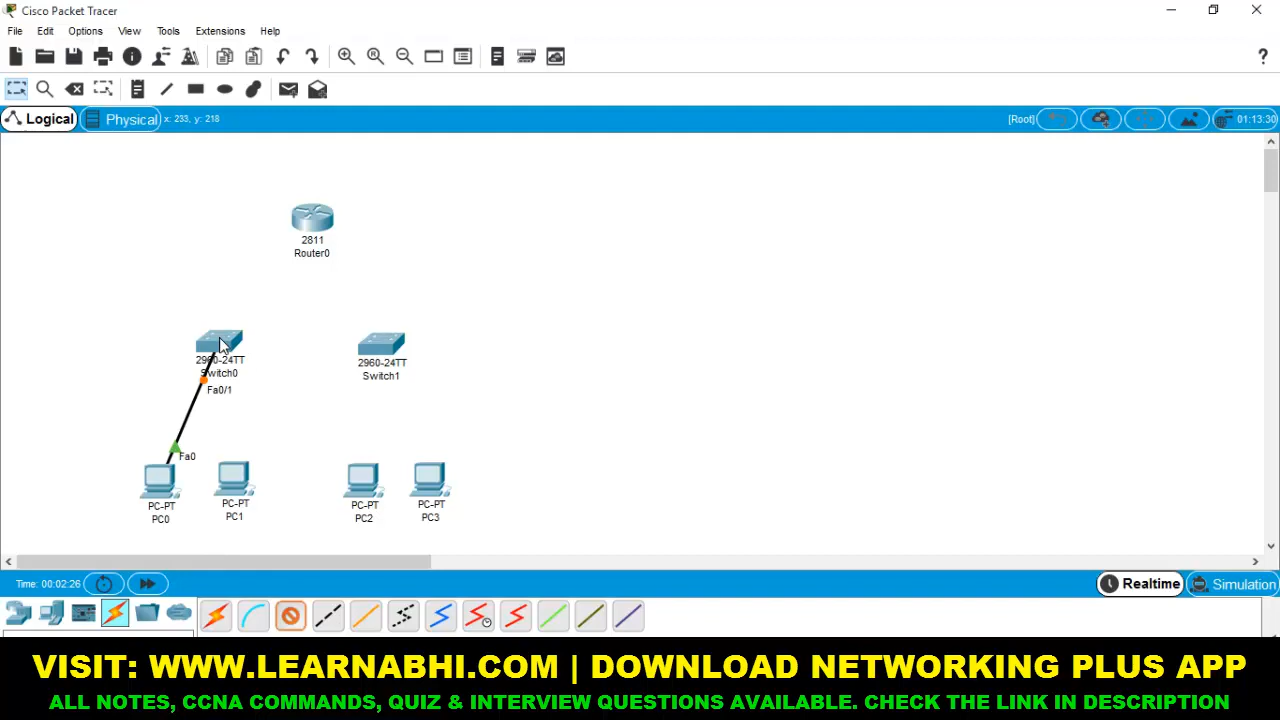 Cisco Packet Tracer
File Edit Options View Tools Extensions Help
?
Logical Physical x: 233, y: 218 [Root] 01:13:30
2811
Router0
2960-24TT
Switch0
Fa0/1
2960-24TT
Switch1
Fa0
PC-PT
PC0
PC-PT
PC1
PC-PT
PC2
PC-PT
PC3
Time: 00:02:26 Realtime Simulation
VISIT: WWW.LEARNABHI.COM | DOWNLOAD NETWORKING PLUS APP
ALL NOTES, CCNA COMMANDS, QUIZ & INTERVIEW QUESTIONS AVAILABLE. CHECK THE LINK IN DESCRIPTION